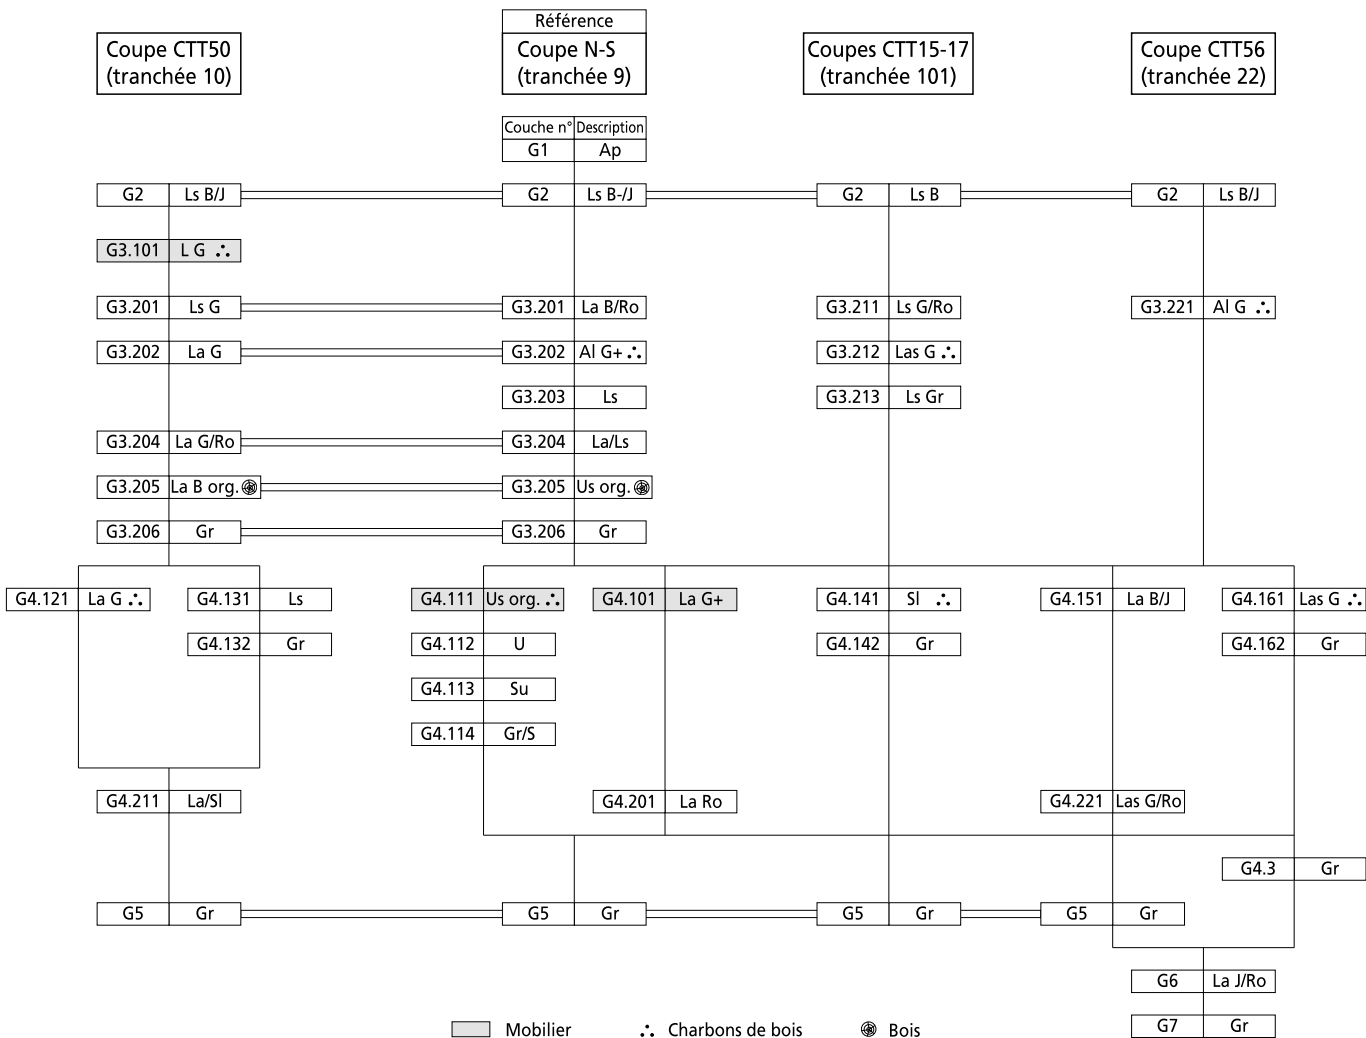 Référence
Coupe CTT50
(tranchée 10)
Coupe N-S
(tranchée 9)
Coupes CTT15-17
(tranchée 101)
Coupe CTT56
(tranchée 22)
Couche n° Description
G1 Ap
G2 Ls B/J G2 Ls B-/J G2 Ls B G2 Ls B/J
G3.101 L G
G3.201 Ls G G3.201 La B/Ro G3.211 Ls G/Ro G3.221 Al G
G3.202 La G G3.202 Al G+ G3.212 Las G
G3.203 Ls G3.213 Ls Gr
G3.204 La G/Ro G3.204 La/Ls
G3.205 La B org. G3.205 Us org.
G3.206 Gr G3.206 Gr
G4.121 La G G4.131 Ls G4.111 Us org. G4.101 La G+ G4.141 Sl G4.151 La B/J G4.161 Las G
G4.132 Gr G4.112 U G4.142 Gr G4.162 Gr
G4.113 Su
G4.114 Gr/S
G4.211 La/Sl G4.201 La Ro G4.221 Las G/Ro
G4.3 Gr
G5 Gr G5 Gr G5 Gr G5 Gr
G6 La J/Ro
G7 Gr
Mobilier Charbons de bois Bois